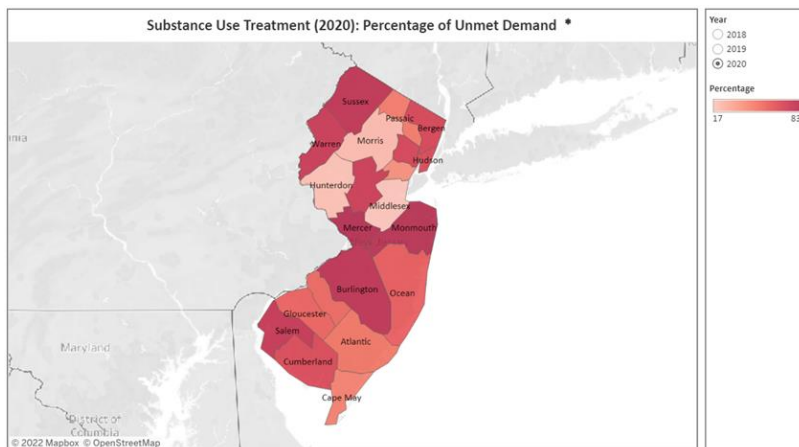 Substance Use Treatment (2020): Percentage of Unmet Demand *
Year
2018
2019
2020
Percentage
17 83
Sussex
Passaic
Bergen
Warren
Morris
Hudson
Hunterdon
Middlesex
Mercer
Monmouth
Burlington
Ocean
Gloucester
Salem
Atlantic
Cumberland
Cape May
Maryland
District of
Columbia
© 2022 Mapbox © OpenStreetMap